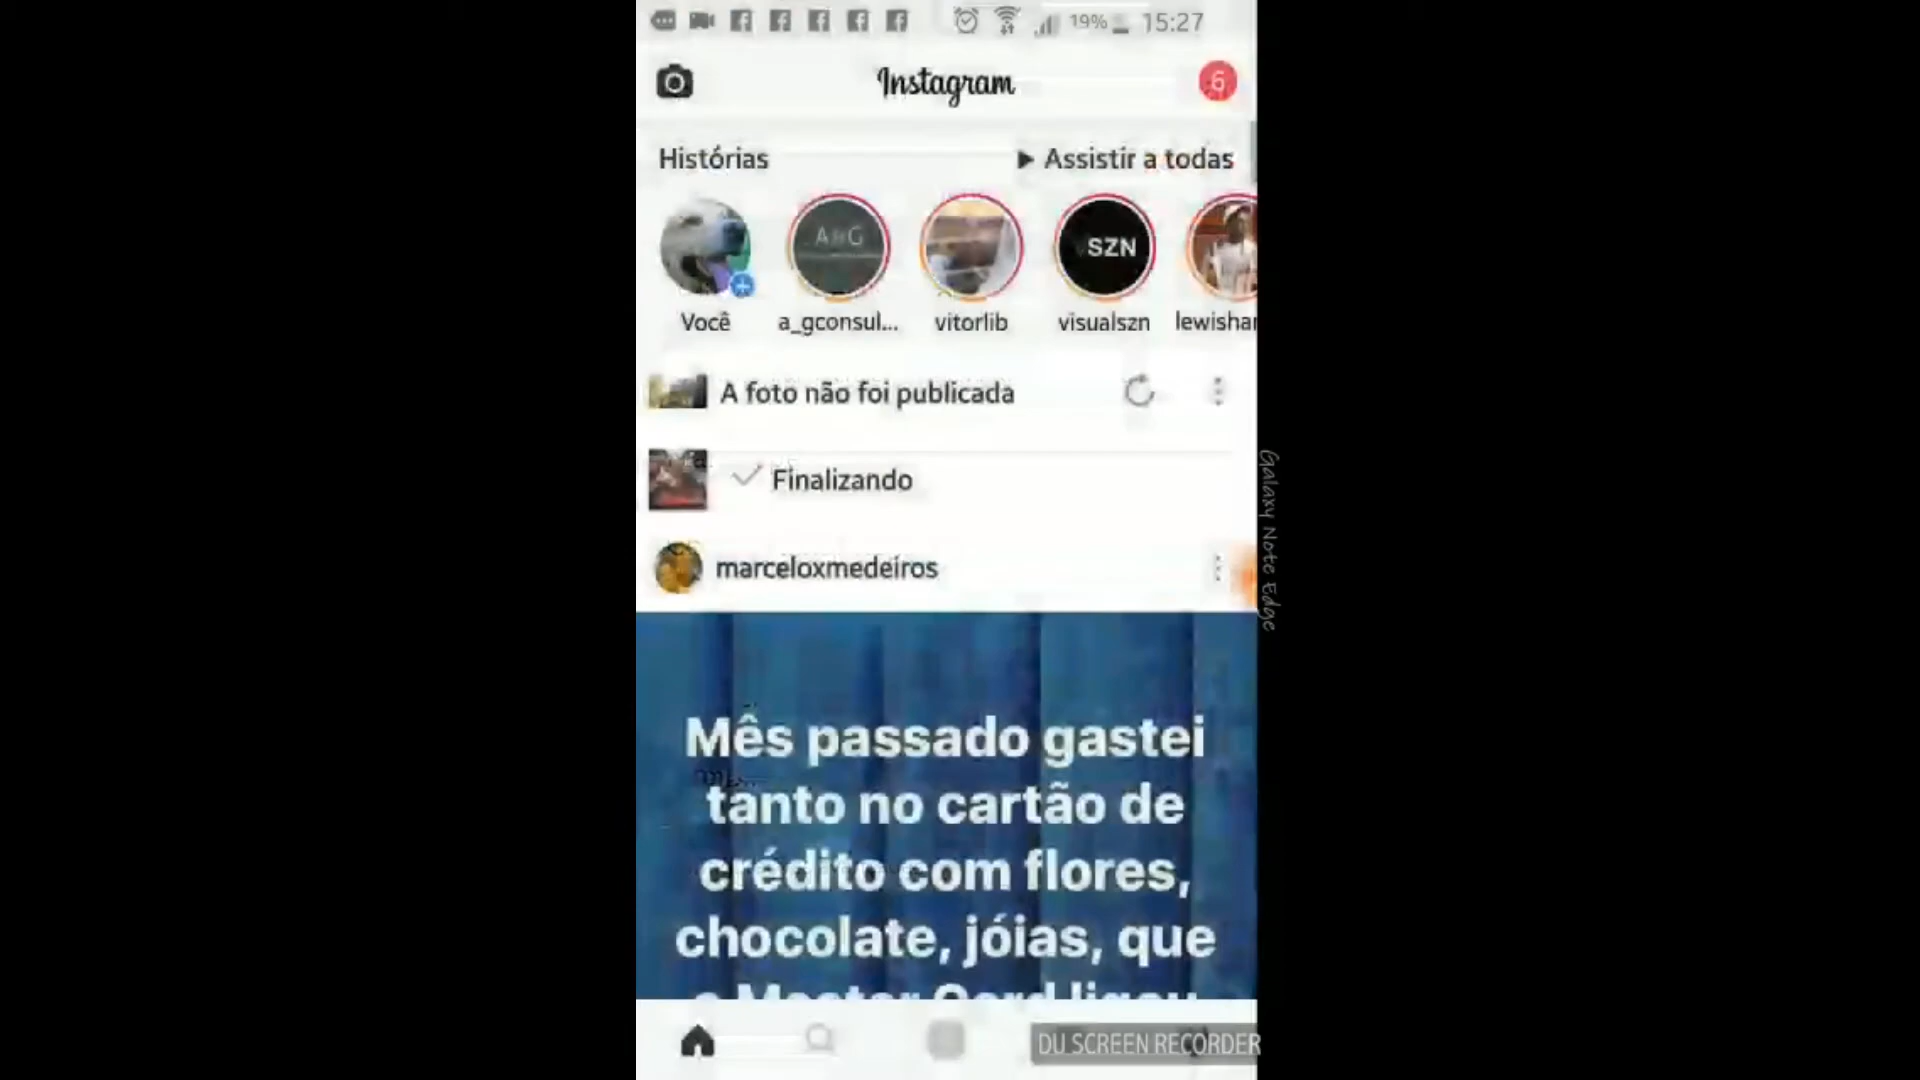 19% 15:27
Instagram
6
Histórias
Assistir a todas
A&G
SZN
Você
a_gconsul...
vitorlib
visualszn
lewishar
A foto não foi publicada
Finalizando
marceloxmedeiros
Mês passado gastei
tanto no cartão de
crédito com flores,
chocolate, jóias, que
Galaxy Note Edge
DU SCREEN RECORDER